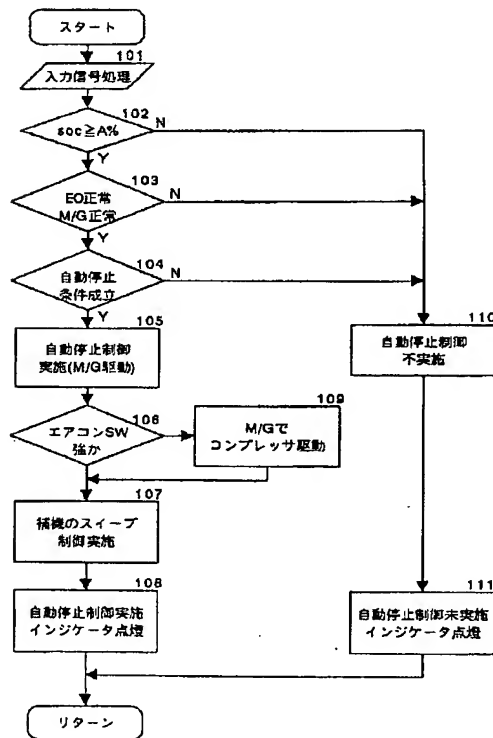 スタート
101
入力信号処理
102
soc≧A%
N
Y
103
EO正常
M/G正常
N
Y
104
自動停止
条件成立
N
Y
105
自動停止制御
実施(M/G駆動)
110
自動停止制御
不実施
106
エアコンSW
強か
109
M/Gで
コンプレッサ駆動
107
補機のスイープ
制御実施
108
自動停止制御実施
インジケータ点燈
111
自動停止制御未実施
インジケータ点燈
リターン